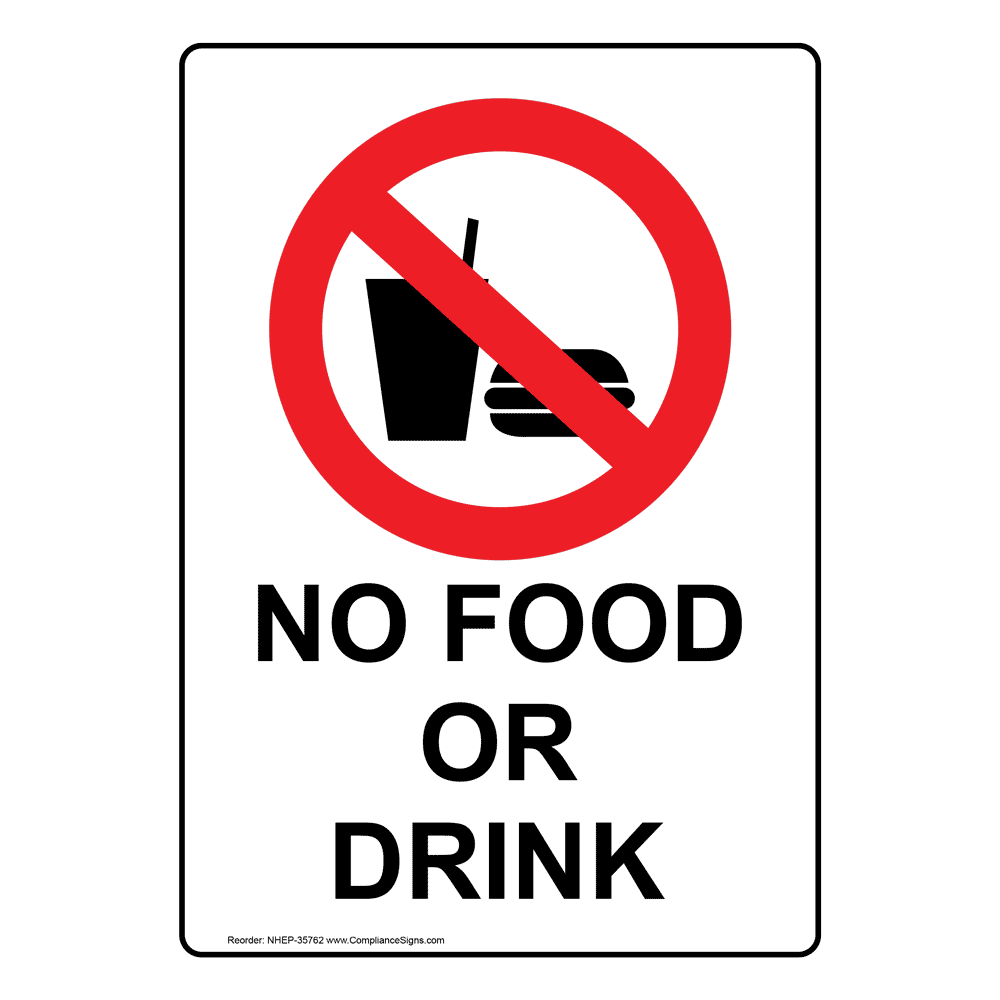 NO FOOD
OR
DRINK
Reorder: NHEP-35762 www.ComplianceSigns.com